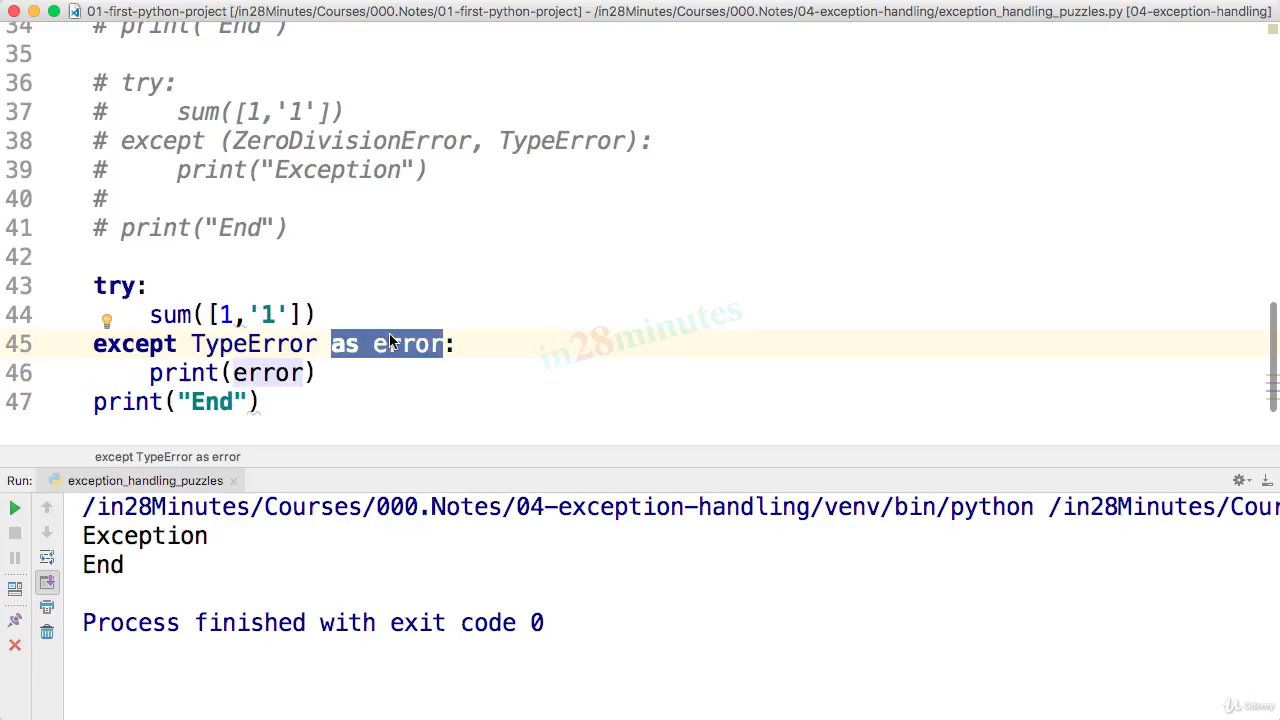 01-first-python-project [/in28Minutes/Courses/000.Notes/01-first-python-project] - /in28Minutes/Courses/000.Notes/04-exception-handling/exception_handling_puzzles.py [04-exception-handling]
34 # print("End")
35
36 # try:
37 #     sum([1,'1'])
38 # except (ZeroDivisionError, TypeError):
39 #     print("Exception")
40 #
41 # print("End")
42
43 try:
44     sum([1,'1'])
45 except TypeError as error:
46     print(error)
47 print("End")
in28minutes
except TypeError as error
Run: exception_handling_puzzles
/in28Minutes/Courses/000.Notes/04-exception-handling/venv/bin/python /in28Minutes/Cour
Exception
End
Process finished with exit code 0
Udemy